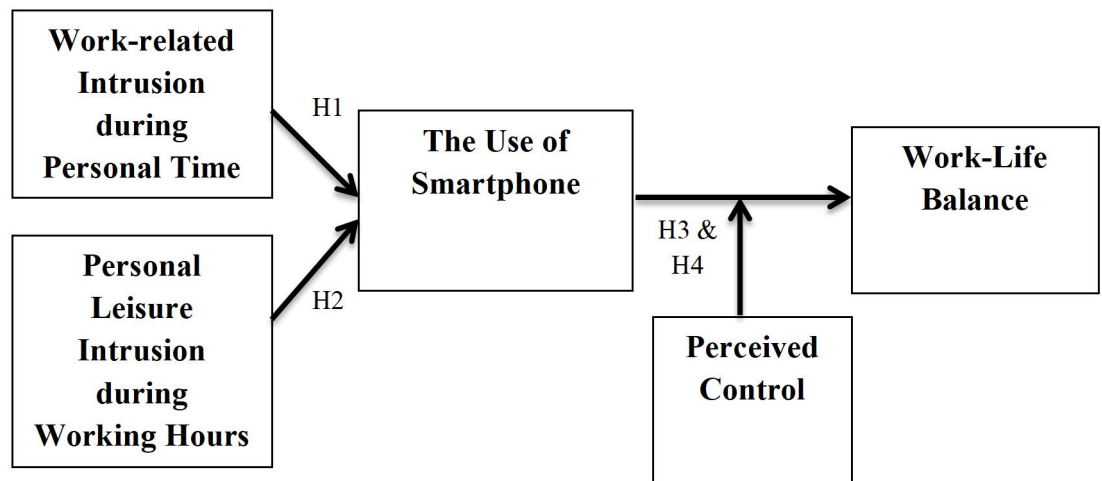 Work-related
Intrusion
during
Personal Time
H1
The Use of
Smartphone
Work-Life
Balance
H3 &
H4
Personal
Leisure
Intrusion
during
Working Hours
H2
Perceived
Control